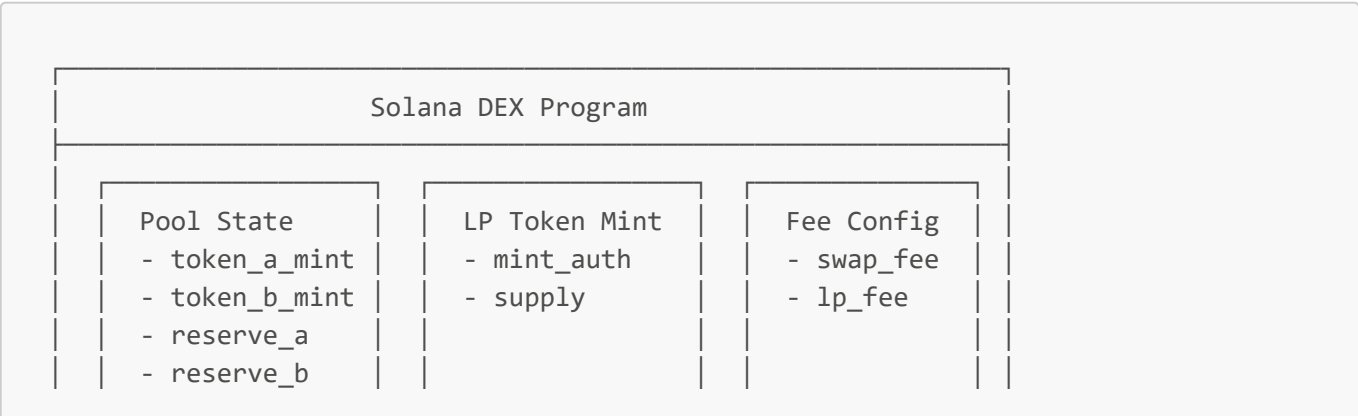 Solana DEX Program
Pool State LP Token Mint Fee Config
- token_a_mint - mint_auth - swap_fee
- token_b_mint - supply - lp_fee
- reserve_a
- reserve_b